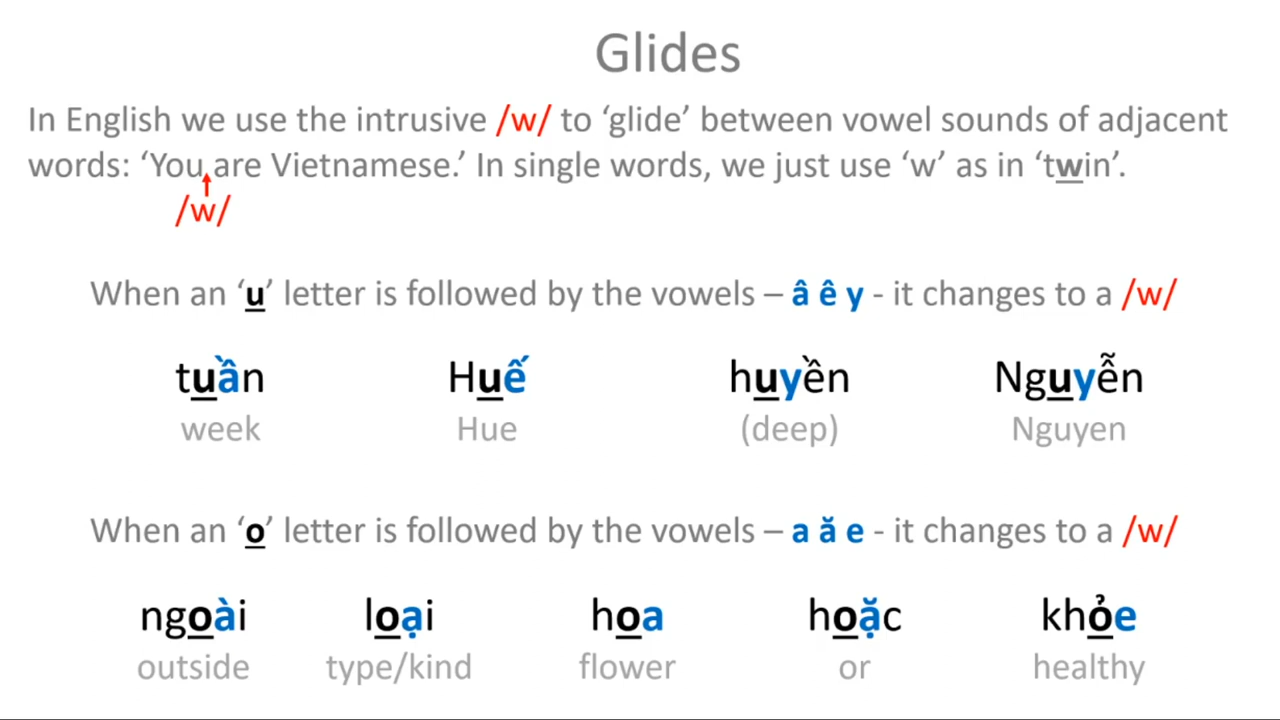 Glides
In English we use the intrusive /w/ to ‘glide’ between vowel sounds of adjacent
words: ‘You are Vietnamese.’ In single words, we just use ‘w’ as in ‘twin’.
/w/
When an ‘u’ letter is followed by the vowels – â ê y - it changes to a /w/
tuần Huế huyền Nguyễn
week Hue (deep) Nguyen
When an ‘o’ letter is followed by the vowels – a ă e - it changes to a /w/
ngoài loại hoa hoặc khỏe
outside type/kind flower or healthy